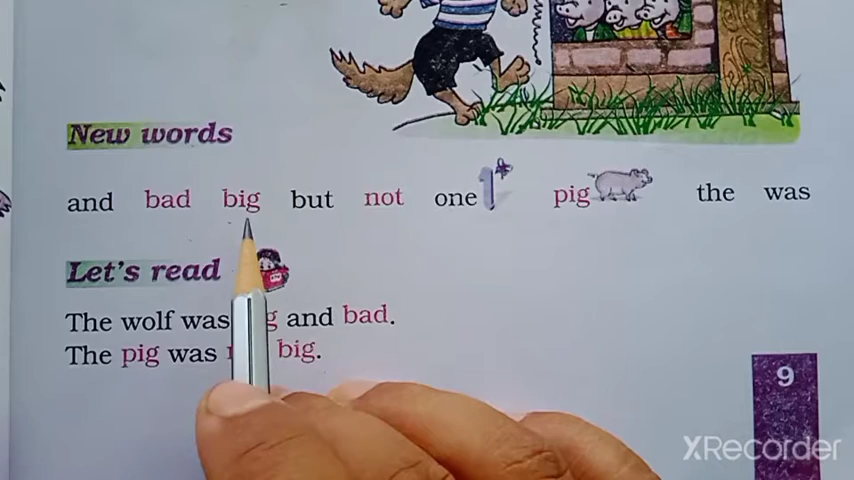 New words
and bad big but not one pig the was
Let's read
The wolf was and bad.
The pig was big.
9
XRecorder